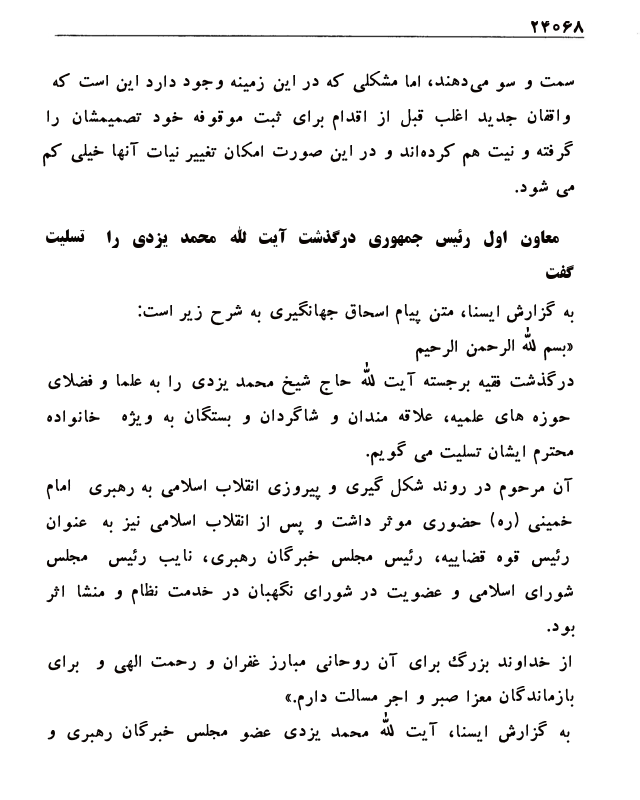 ۲۴۰۶۸
سمت و سو می‌دهند، اما مشکلی که در این زمینه وجود دارد این است که
واقفان جدید اغلب قبل از اقدام برای ثبت موقوفه خود تصمیمشان را
گرفته و نیت هم کرده‌اند و در این صورت امکان تغییر نیات آنها خیلی کم
می شود.
معاون اول رئیس جمهوری درگذشت آیت لله محمد یزدی را تسلیت
گفت
به گزارش ایسنا، متن پیام اسحاق جهانگیری به شرح زیر است:
«بسم لله الرحمن الرحیم
درگذشت فقیه برجسته آیت لله حاج شیخ محمد یزدی را به علما و فضلای
حوزه های علمیه، علاقه مندان و شاگردان و بستگان به ویژه خانواده
محترم ایشان تسلیت می گویم.
آن مرحوم در روند شکل گیری و پیروزی انقلاب اسلامی به رهبری امام
خمینی (ره) حضوری موثر داشت و پس از انقلاب اسلامی نیز به عنوان
رئیس قوه قضاییه، رئیس مجلس خبرگان رهبری، نایب رئیس مجلس
شورای اسلامی و عضویت در شورای نگهبان در خدمت نظام و منشا اثر
بود.
از خداوند بزرگ برای آن روحانی مبارز غفران و رحمت الهی و برای
بازماندگان معزا صبر و اجر مسالت دارم.»
به گزارش ایسنا، آیت لله محمد یزدی عضو مجلس خبرگان رهبری و